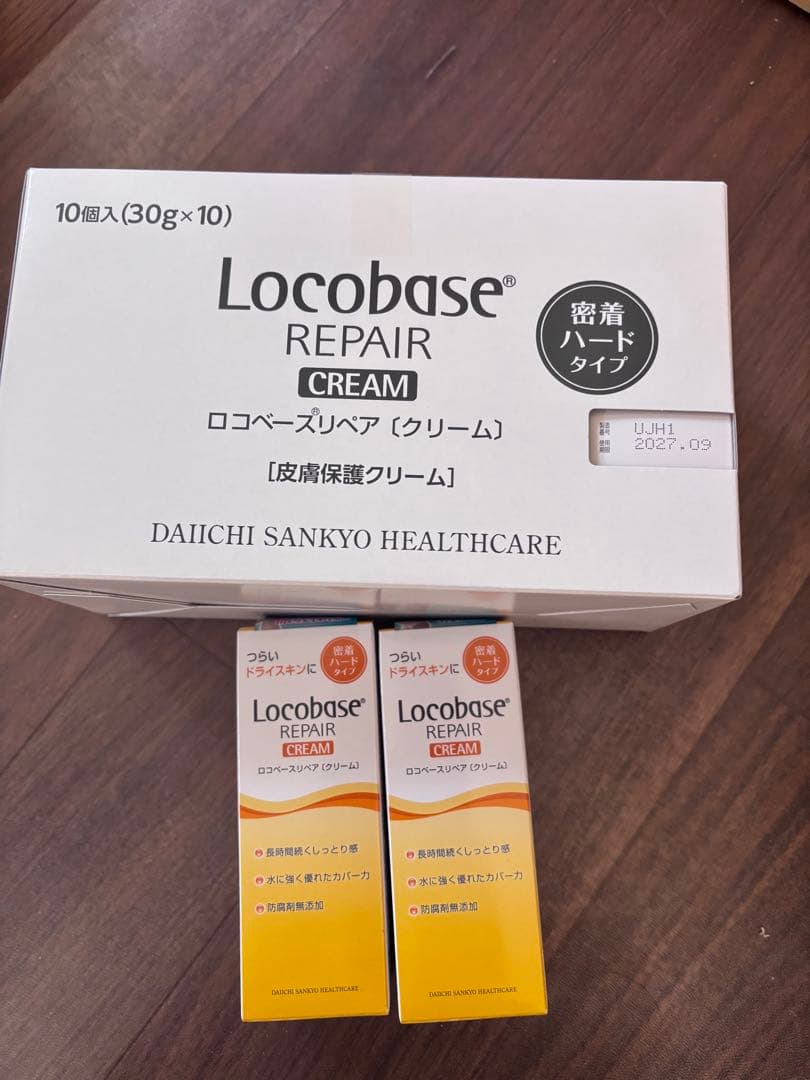 10個入(30g×10)
Locobase®
REPAIR
CREAM
ロコベース®リペア〔クリーム〕
[皮膚保護クリーム]
DAIICHI SANKYO HEALTHCARE
密着
ハード
タイプ
製造番号 UJH1
使用期限 2027.09
つらい
ドライスキンに
密着
ハード
タイプ
Locobase®
REPAIR
CREAM
ロコベースリペア〔クリーム〕
長時間続くしっとり感
水に強く優れたカバー力
防腐剤無添加
DAIICHI SANKYO HEALTHCARE
つらい
ドライスキンに
密着
ハード
タイプ
Locobase®
REPAIR
CREAM
ロコベースリペア〔クリーム〕
長時間続くしっとり感
水に強く優れたカバー力
防腐剤無添加
DAIICHI SANKYO HEALTHCARE